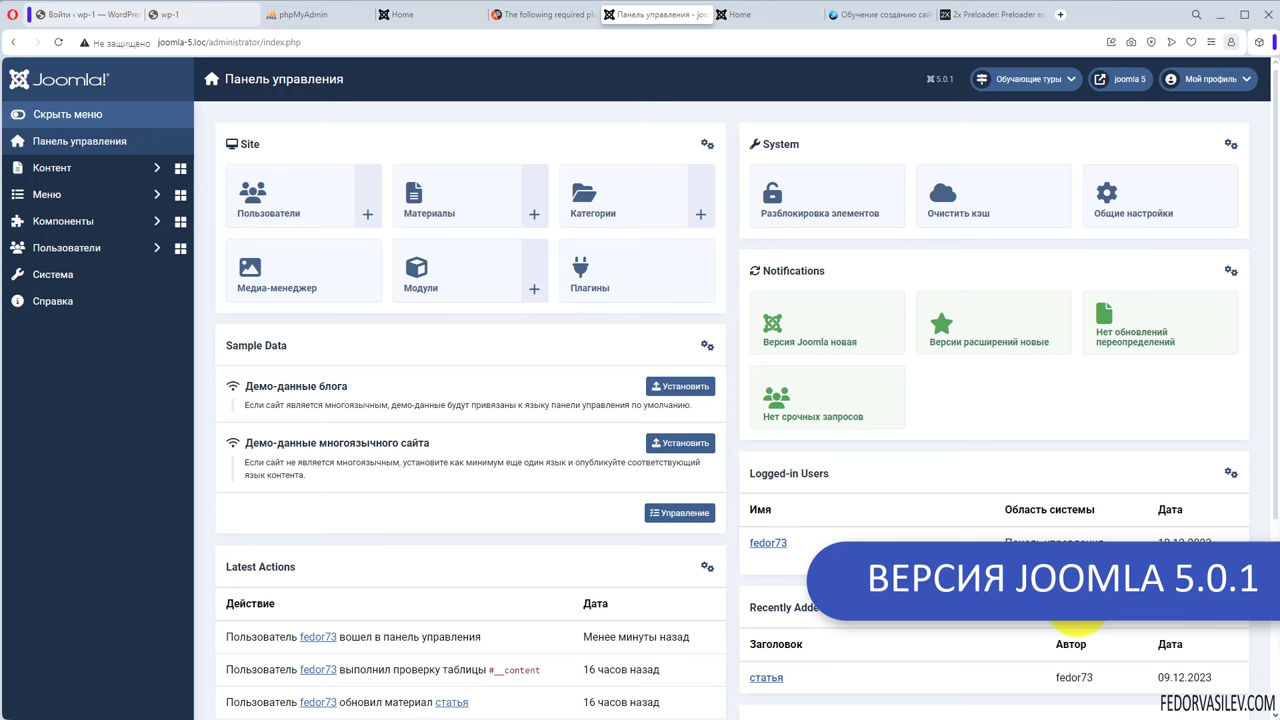 Войти ‹ wp-1 — WordPres
wp-1
phpMyAdmin
Home
The following required plu
Панель управления - joo
Home
Обучение созданию сай
2x Preloader: Preloader ex
Не защищено
joomla-5.loc/administrator/index.php
Joomla!
Панель управления
5.0.1
Обучающие туры
joomla 5
Мой профиль
Скрыть меню
Панель управления
Контент
Меню
Компоненты
Пользователи
Система
Справка
Site
Пользователи
Материалы
Категории
Медиа-менеджер
Модули
Плагины
Sample Data
Демо-данные блога
Установить
Если сайт является многоязычным, демо-данные будут привязаны к языку панели управления по умолчанию.
Демо-данные многоязычного сайта
Установить
Если сайт не является многоязычным, установите как минимум еще один язык и опубликуйте соответствующий
язык контента.
Управление
Latest Actions
Действие Дата
Пользователь fedor73 вошел в панель управления Менее минуты назад
Пользователь fedor73 выполнил проверку таблицы #__content 16 часов назад
Пользователь fedor73 обновил материал статья 16 часов назад
System
Разблокировка элементов
Очистить кэш
Общие настройки
Notifications
Версия Joomla новая
Версии расширений новые
Нет обновлений
переопределений
Нет срочных запросов
Logged-in Users
Имя Область системы Дата
fedor73 Панель управления 10.12.2023
ВЕРСИЯ JOOMLA 5.0.1
Recently Adde
Заголовок Автор Дата
статья fedor73 09.12.2023
FEDORVASILEV.COM